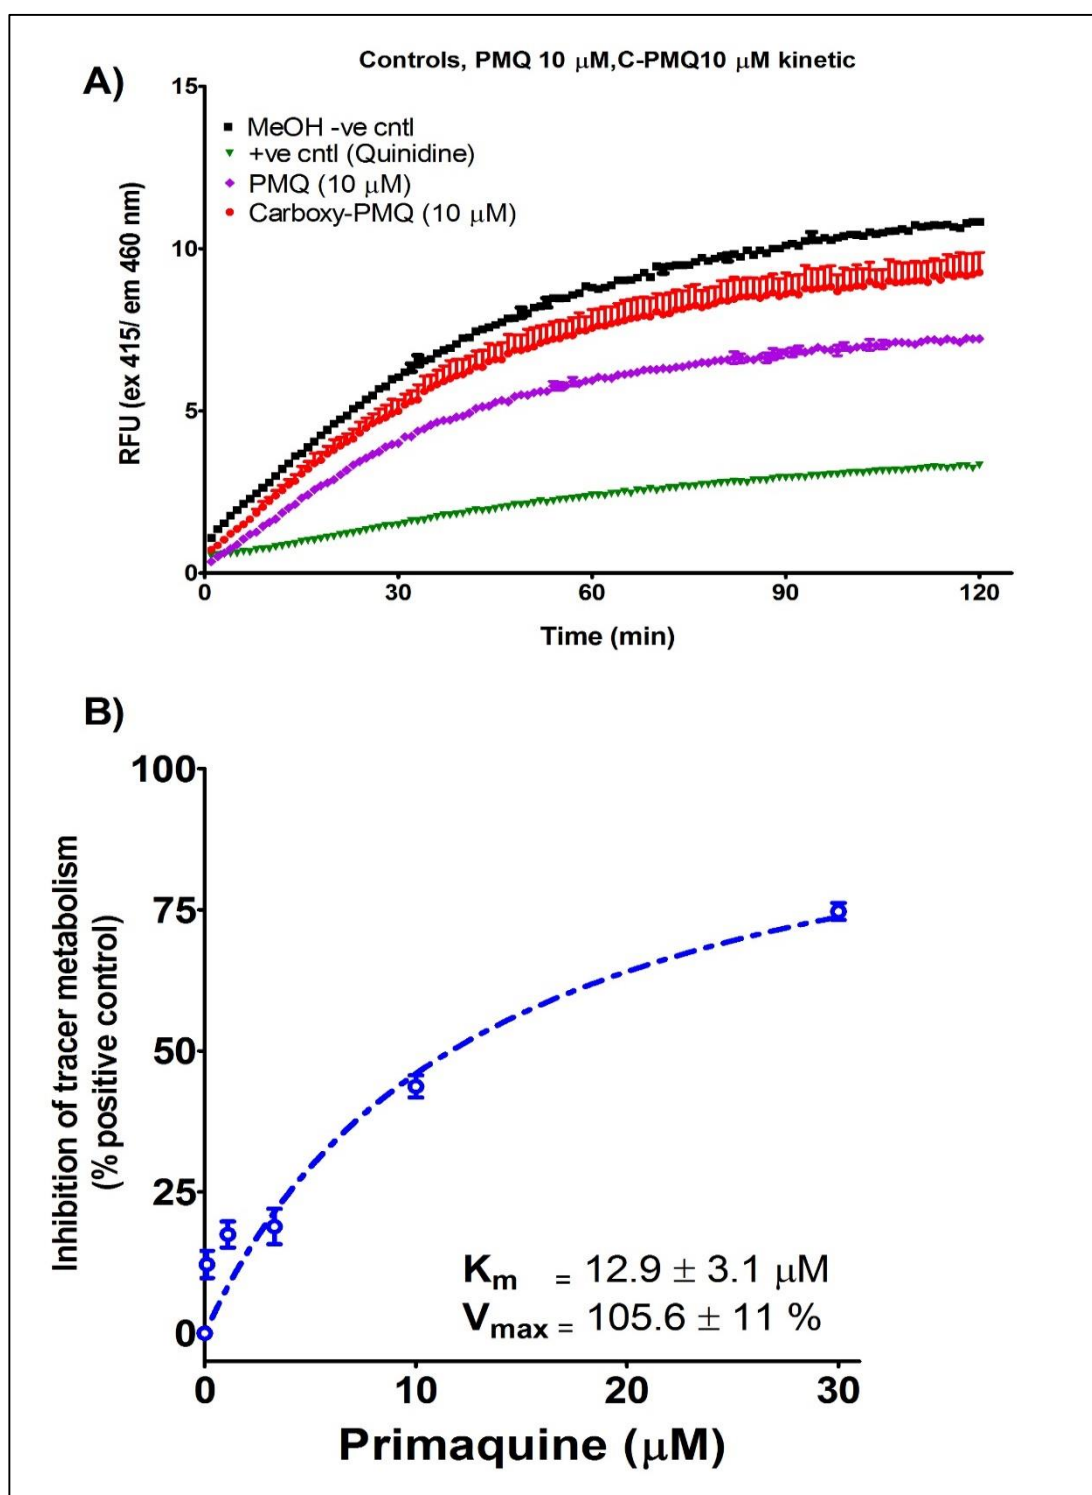 A)
Controls, PMQ 10 μM,C-PMQ10 μM kinetic
15
10
5
0
RFU (ex 415/ em 460 nm)
MeOH -ve cntl
+ve cntl (Quinidine)
PMQ (10 μM)
Carboxy-PMQ (10 μM)
0 30 60 90 120
Time (min)
B)
100
75
50
25
0
Inhibition of tracer metabolism
(% positive control)
Km = 12.9 ± 3.1 μM
Vmax = 105.6 ± 11 %
0 10 20 30
Primaquine (μM)